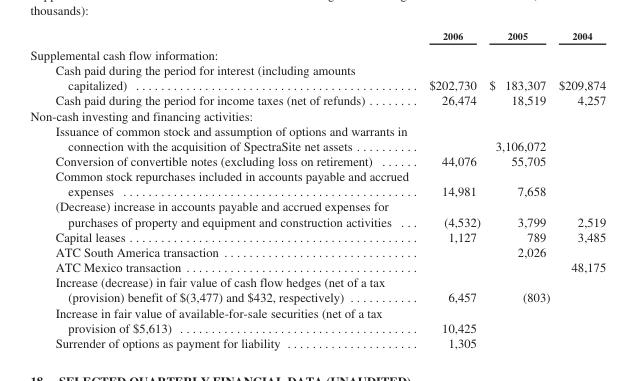 thousands):
2006 2005 2004
Supplemental cash flow information:
Cash paid during the period for interest (including amounts
capitalized) ........................................ $202,730 $ 183,307 $209,874
Cash paid during the period for income taxes (net of refunds) ........ 26,474 18,519 4,257
Non-cash investing and financing activities:
Issuance of common stock and assumption of options and warrants in
connection with the acquisition of SpectraSite net assets .......... 3,106,072
Conversion of convertible notes (excluding loss on retirement) ...... 44,076 55,705
Common stock repurchases included in accounts payable and accrued
expenses ........................................ 14,981 7,658
(Decrease) increase in accounts payable and accrued expenses for
purchases of property and equipment and construction activities ... (4,532) 3,799 2,519
Capital leases ........................................ 1,127 789 3,485
ATC South America transaction ................................ 2,026
ATC Mexico transaction ..................................... 48,175
Increase (decrease) in fair value of cash flow hedges (net of a tax
(provision) benefit of $(3,477) and $432, respectively) ........... 6,457 (803)
Increase in fair value of available-for-sale securities (net of a tax
provision of $5,613) ..................................... 10,425
Surrender of options as payment for liability ...................... 1,305
18. SELECTED QUARTERLY FINANCIAL DATA (UNAUDITED)